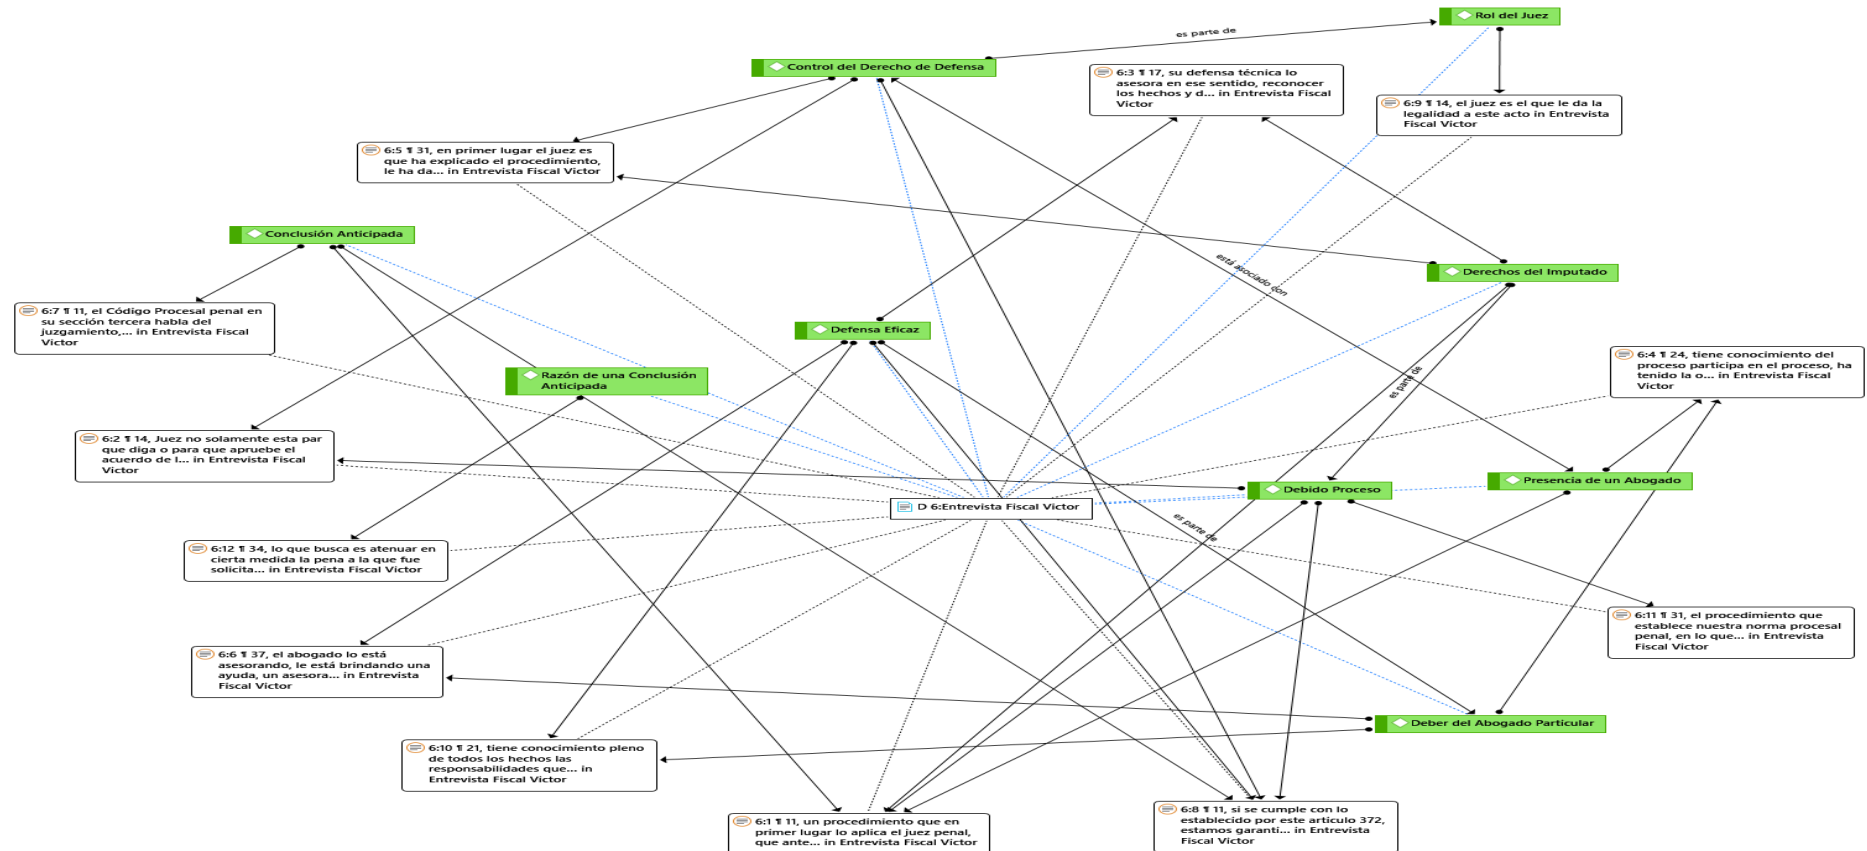 Rol del Juez
es parte de
Control del Derecho de Defensa
6:3 ¶ 17, su defensa técnica lo
asesora en ese sentido, reconocer
los hechos y d... in Entrevista Fiscal
Victor
6:9 ¶ 14, el juez es el que le da la
legalidad a este acto in Entrevista
Fiscal Victor
6:5 ¶ 31, en primer lugar el juez es
que ha explicado el procedimiento,
le ha da... in Entrevista Fiscal Victor
Conclusión Anticipada
está asociado con
Derechos del Imputado
6:7 ¶ 11, el Código Procesal penal en
su sección tercera habla del
juzgamiento,... in Entrevista Fiscal
Victor
Defensa Eficaz
6:4 ¶ 24, tiene conocimiento del
proceso participa en el proceso, ha
tenido la o... in Entrevista Fiscal
Victor
Razón de una Conclusión
Anticipada
es parte de
6:2 ¶ 14, Juez no solamente esta par
que diga o para que apruebe el
acuerdo de l... in Entrevista Fiscal
Victor
Presencia de un Abogado
Debido Proceso
D 6:Entrevista Fiscal Victor
es parte de
6:12 ¶ 34, lo que busca es atenuar en
cierta medida la pena a la que fue
solicita... in Entrevista Fiscal Victor
6:11 ¶ 31, el procedimiento que
establece nuestra norma procesal
penal, en lo que... in Entrevista
Fiscal Victor
6:6 ¶ 37, el abogado lo está
asesorando, le está brindando una
ayuda, un asesora... in Entrevista
Fiscal Victor
Deber del Abogado Particular
6:10 ¶ 21, tiene conocimiento pleno
de todos los hechos las
responsabilidades que... in
Entrevista Fiscal Victor
6:1 ¶ 11, un procedimiento que en
primer lugar lo aplica el juez penal,
que ante... in Entrevista Fiscal Victor
6:8 ¶ 11, si se cumple con lo
establecido por este articulo 372,
estamos garanti... in Entrevista
Fiscal Victor